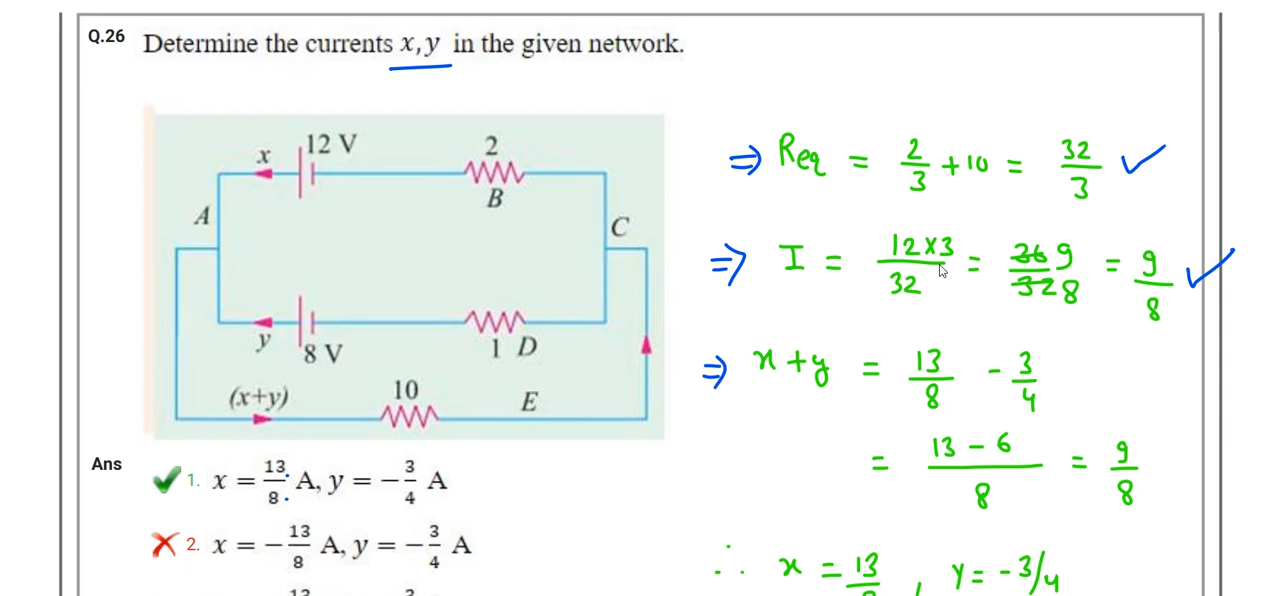 Q.26 Determine the currents x, y in the given network.
12 V
x
2
B
A
C
y
8 V
1 D
(x+y)
10
E
⇒ Req = 2/3 + 10 = 32/3 ✓
⇒ I = 12×3/32 = 36/32 9/8 = 9/8 ✓
⇒ x + y = 13/8 - 3/4
= 13 - 6/8 = 9/8
∴ x = 13/8 , y = -3/4
Ans
1. x = 13/8 A, y = −3/4 A
2. x = −13/8 A, y = −3/4 A